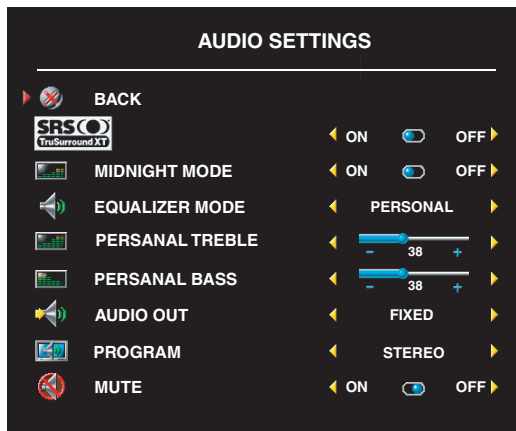 AUDIO SETTINGS
BACK
SRS
TruSurround XT
ON OFF
MIDNIGHT MODE ON OFF
EQUALIZER MODE PERSONAL
PERSANAL TREBLE - 38 +
PERSANAL BASS - 38 +
AUDIO OUT FIXED
PROGRAM STEREO
MUTE ON OFF